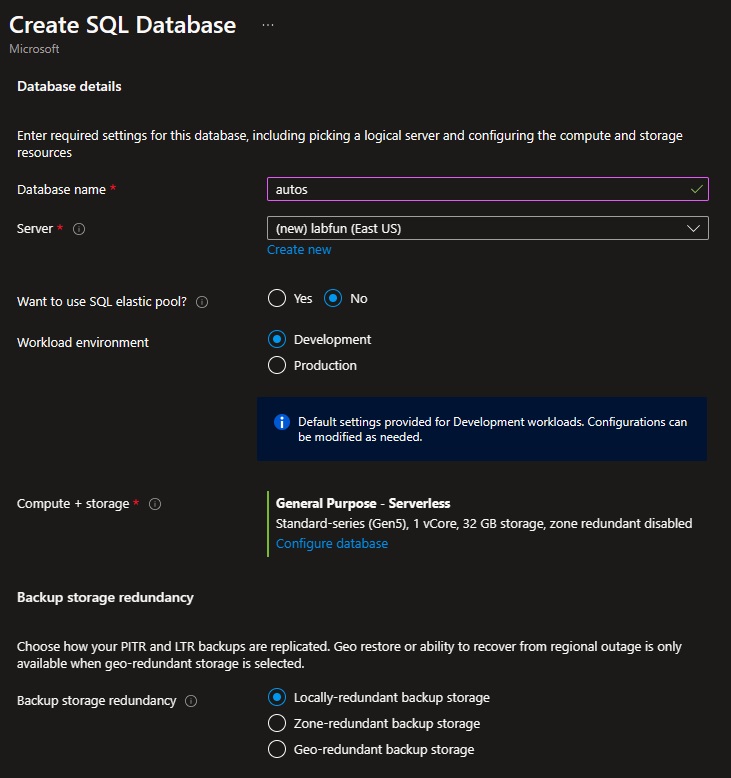 Create SQL Database ...
Microsoft
Database details
Enter required settings for this database, including picking a logical server and configuring the compute and storage
resources
Database name *
autos
Server *
(new) labfun (East US)
Create new
Want to use SQL elastic pool?
Yes No
Workload environment
Development
Production
Default settings provided for Development workloads. Configurations can
be modified as needed.
Compute + storage *
General Purpose - Serverless
Standard-series (Gen5), 1 vCore, 32 GB storage, zone redundant disabled
Configure database
Backup storage redundancy
Choose how your PITR and LTR backups are replicated. Geo restore or ability to recover from regional outage is only
available when geo-redundant storage is selected.
Backup storage redundancy
Locally-redundant backup storage
Zone-redundant backup storage
Geo-redundant backup storage